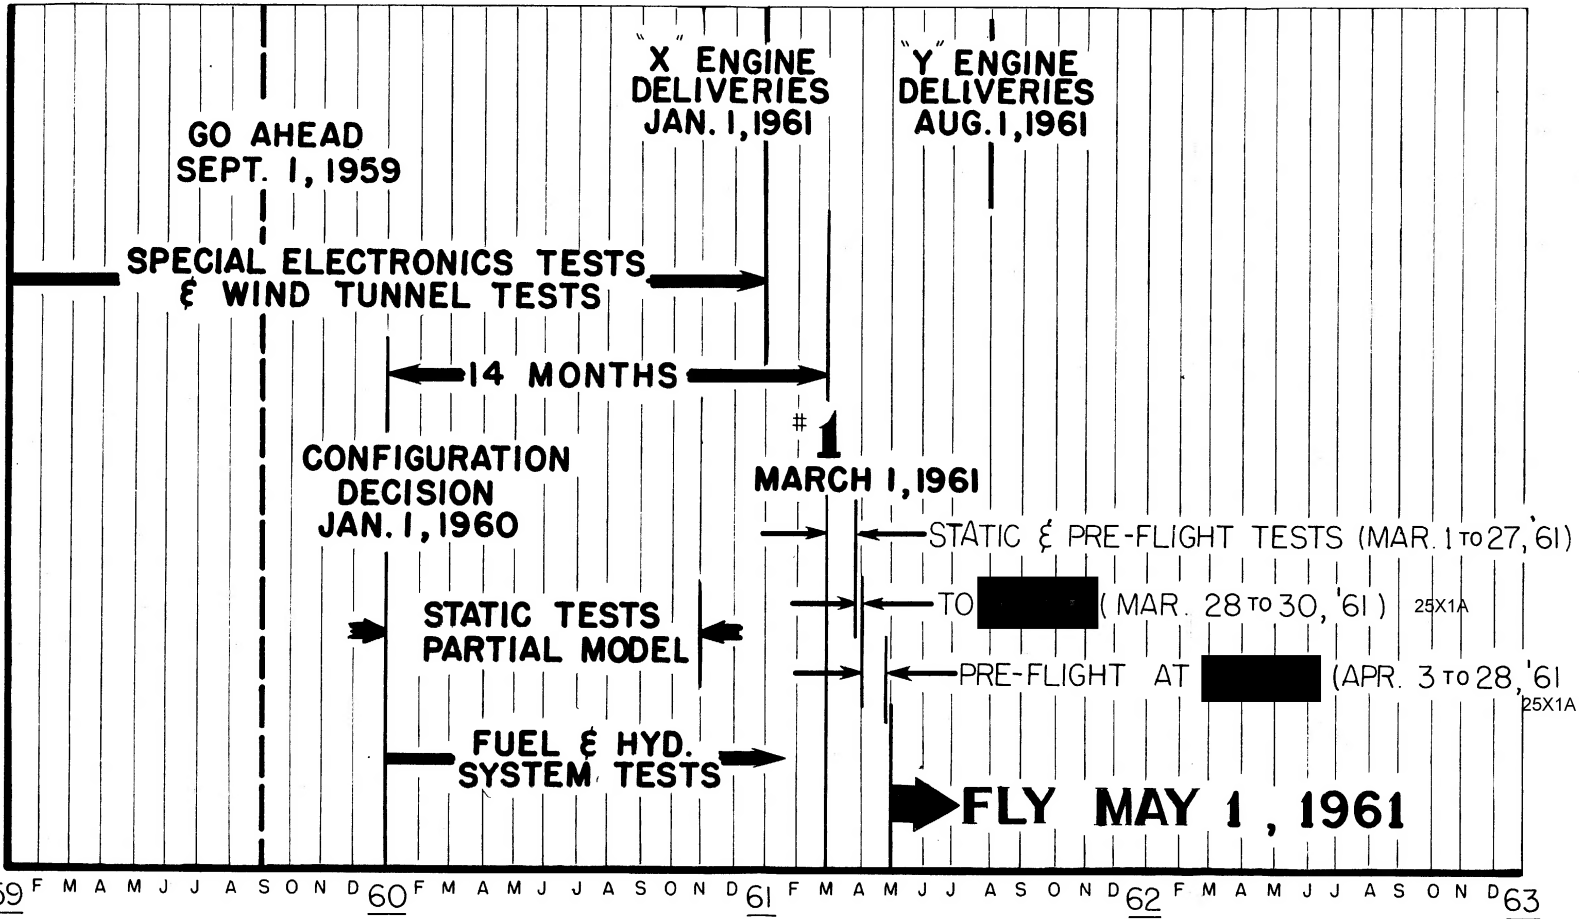 "X" ENGINE
DELIVERIES
JAN. 1, 1961
"Y" ENGINE
DELIVERIES
AUG. 1, 1961
GO AHEAD
SEPT. 1, 1959
SPECIAL ELECTRONICS TESTS
& WIND TUNNEL TESTS
14 MONTHS
# 1
MARCH 1, 1961
CONFIGURATION
DECISION
JAN. 1, 1960
STATIC & PRE-FLIGHT TESTS (MAR. 1 TO 27, '61)
TO (MAR. 28 TO 30, '61) 25X1A
STATIC TESTS
PARTIAL MODEL
PRE-FLIGHT AT (APR. 3 TO 28, '61
25X1A
FUEL & HYD.
SYSTEM TESTS
FLY MAY 1, 1961
59 F M A M J J A S O N D 60 F M A M J J A S O N D 61 F M A M J J A S O N D 62 F M A M J J A S O N D 63